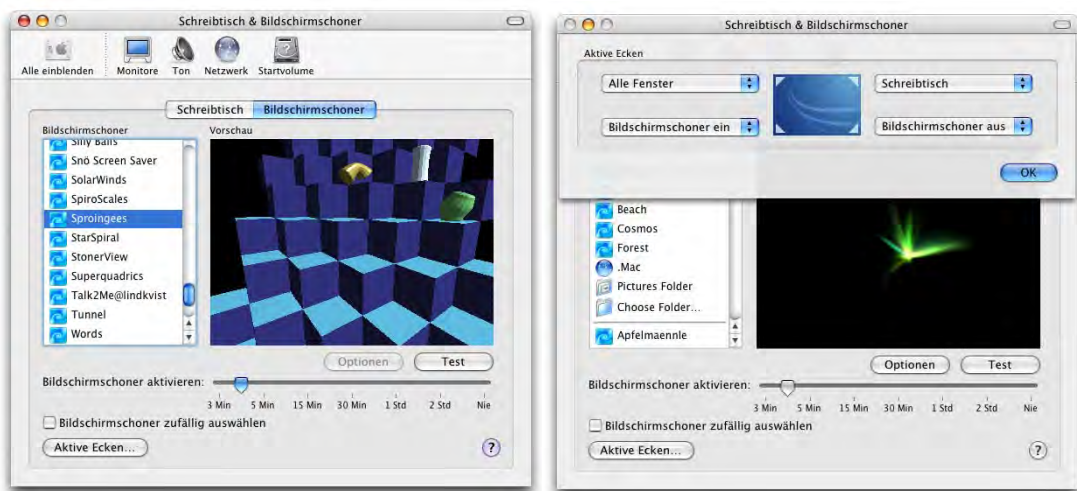 Schreibtisch & Bildschirmschoner
Alle einblenden Monitore Ton Netzwerk Startvolume
Schreibtisch Bildschirmschoner
Bildschirmschoner Vorschau
Silly Balls
Snö Screen Saver
SolarWinds
SpiroScales
Sproingees
StarSpiral
StonerView
Superquadrics
Talk2Me@lindkvist
Tunnel
Words
Optionen Test
Bildschirmschoner aktivieren:
3 Min 5 Min 15 Min 30 Min 1 Std 2 Std Nie
Bildschirmschoner zufällig auswählen
Aktive Ecken... ?
Schreibtisch & Bildschirmschoner
Aktive Ecken
Alle Fenster Schreibtisch
Bildschirmschoner ein Bildschirmschoner aus
OK
Beach
Cosmos
Forest
.Mac
Pictures Folder
Choose Folder...
Apfelmaennle
Optionen Test
Bildschirmschoner aktivieren:
3 Min 5 Min 15 Min 30 Min 1 Std 2 Std Nie
Bildschirmschoner zufällig auswählen
Aktive Ecken... ?